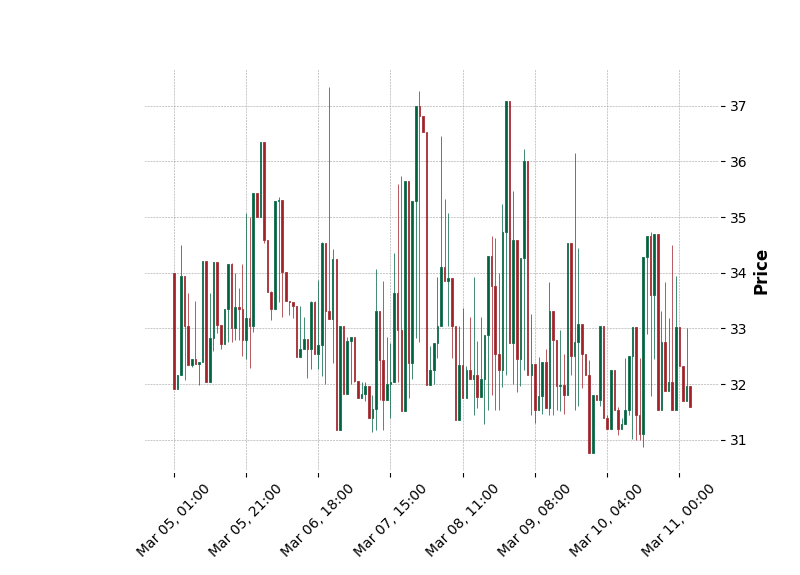 37
36
35
34
33
32
31
Price
Mar 05, 01:00
Mar 05, 21:00
Mar 06, 18:00
Mar 07, 15:00
Mar 08, 11:00
Mar 09, 08:00
Mar 10, 04:00
Mar 11, 00:00